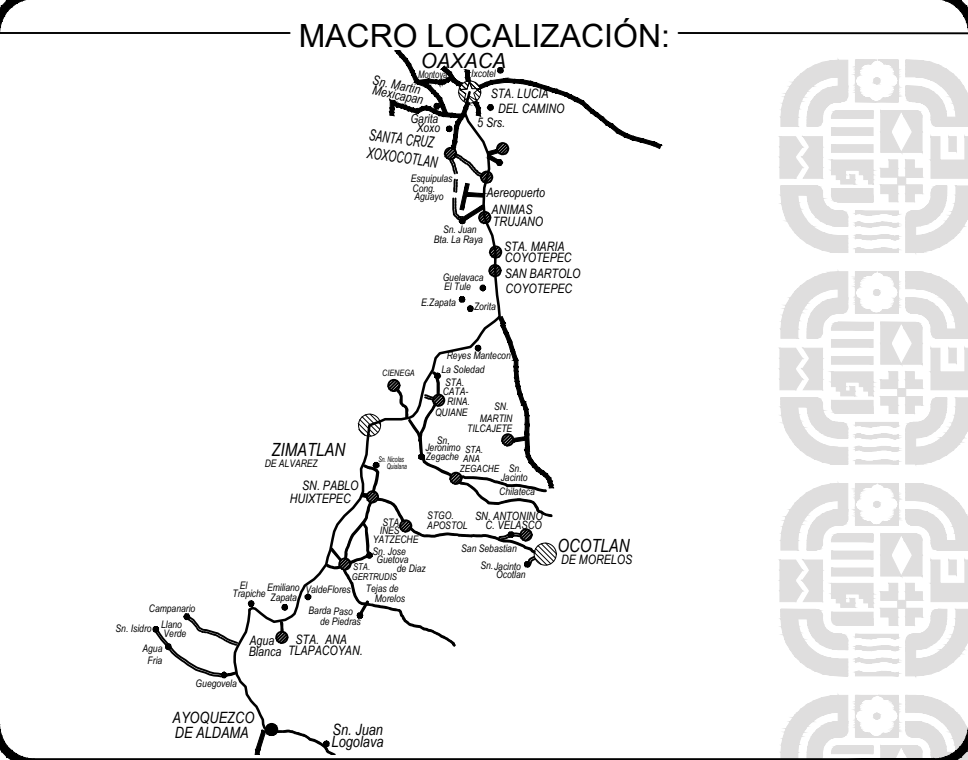 MACRO LOCALIZACIÓN:
OAXACA
Montoya
Ixcotel
Sn. Martin
Mexicapan
STA. LUCIA
DEL CAMINO
5 Srs.
Garita
Xoxo
SANTA CRUZ
XOXOCOTLAN
Esquipulas
Cong.
Aguayo
Aereopuerto
ANIMAS
TRUJANO
Sn. Juan
Bta. La Raya
STA. MARIA
COYOTEPEC
SAN BARTOLO
COYOTEPEC
Guelavaca
El Tule
E.Zapata
Zorita
Reyes Mantecon
La Soledad
CIENEGA
STA.
CATA-
RINA.
QUIANE
SN.
MARTIN
TILCAJETE
ZIMATLAN
DE ALVAREZ
Sn. Nicolas
Quialana
Sn.
Jeronimo
Zegache
STA.
ANA
ZEGACHE
Sn.
Jacinto
Chilateca
SN. PABLO
HUIXTEPEC
STA.
INES
YATZECHE
STGO.
APOSTOL
SN. ANTONINO
C. VELASCO
San Sebastian
OCOTLAN
DE MORELOS
Sn. Jacinto
Ocotlan
Sn. Jose
Guetova
de Diaz
STA.
GERTRUDIS
El
Trapiche
Emiliano
Zapata
ValdeFlores
Tejas de
Morelos
Barda Paso
de Piedras
Campanario
Sn. Isidro
Llano
Verde
Agua
Fria
Agua
Blanca
STA. ANA
TLAPACOYAN.
Guegovela
AYOQUEZCO
DE ALDAMA
Sn. Juan
Logolava